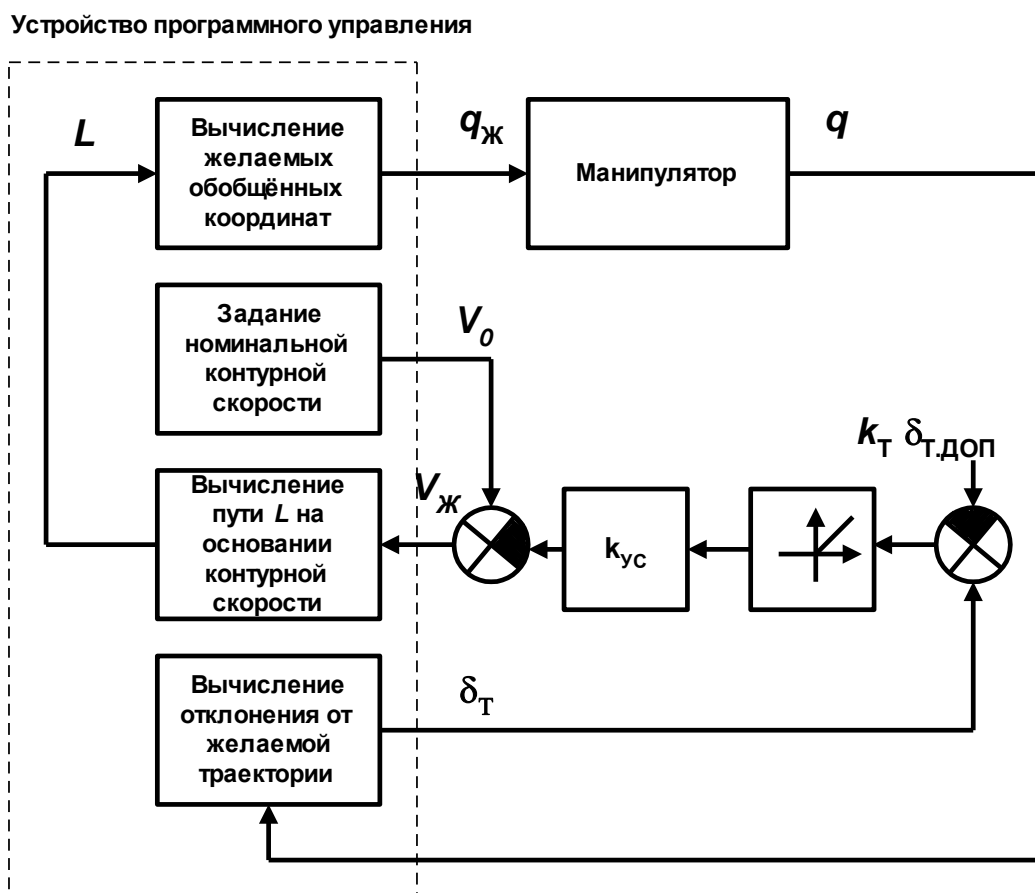 Устройство программного управления
L
Вычисление
желаемых
обобщённых
координат
qЖ
Манипулятор
q
Задание
номинальной
контурной
скорости
V0
kТ δТ.ДОП
Вычисление
пути L на
основании
контурной
скорости
VЖ
kУС
Вычисление
отклонения от
желаемой
траектории
δТ